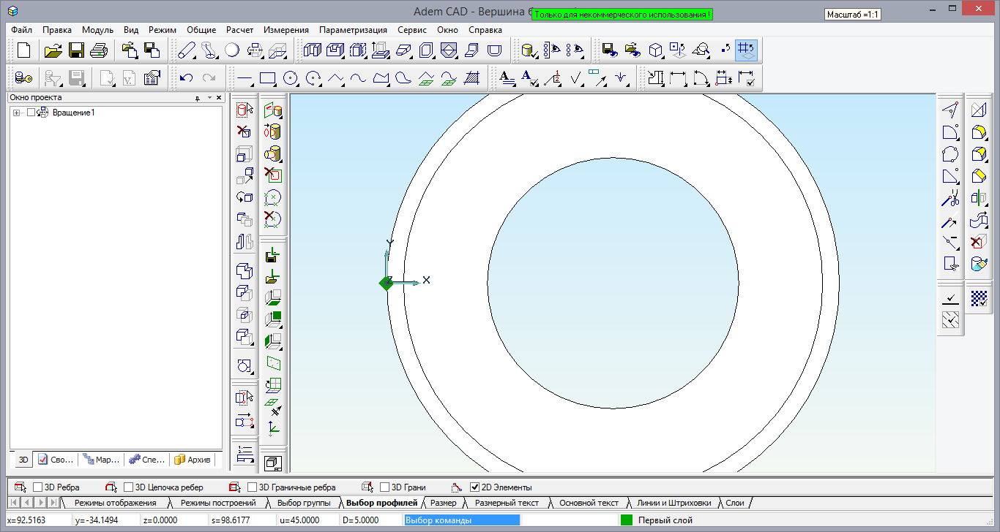 Adem CAD - Вершина б
Только для некоммерческого использования !
Масштаб =1:1
Файл Правка Модуль Вид Режим Общие Расчет Измерения Параметризация Сервис Окно Справка
Окно проекта
Вращение1
Y
Z
X
3D Сво... Мар... Спе... Архив
3D Ребра 3D Цепочка ребер 3D Граничные ребра 3D Грани 2D Элементы
Режимы отображения Режимы построений Выбор группы Выбор профилей Размер Размерный текст Основной текст Линии и Штриховки Слои
x=92.5163 y=-34.1494 z=0.0000 s=98.6177 u=45.0000 D=5.0000 Выбор команды Первый слой